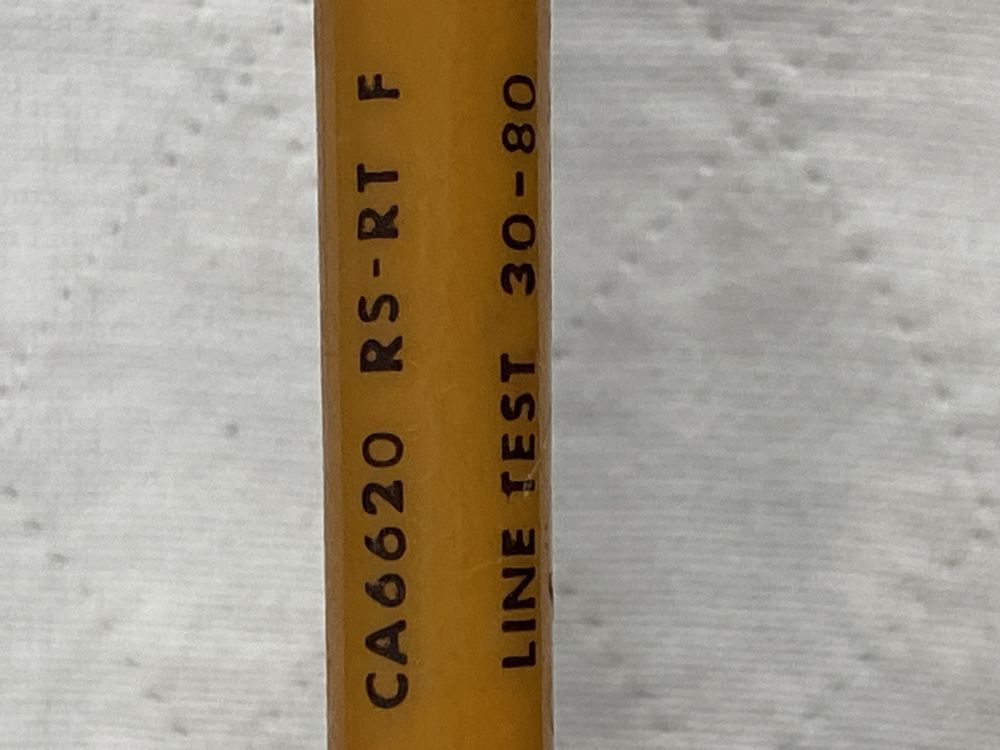 CA6620 RS-RT F
LINE TEST 30-80